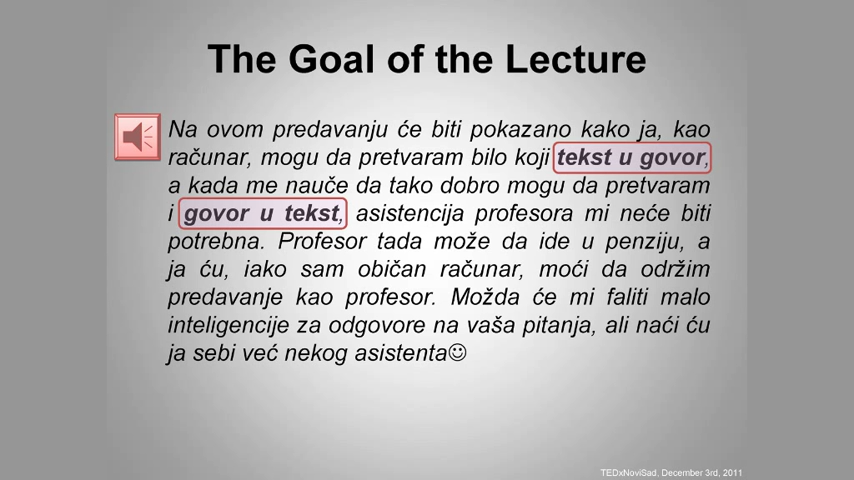 The Goal of the Lecture
Na ovom predavanju će biti pokazano kako ja, kao
računar, mogu da pretvaram bilo koji tekst u govor,
a kada me nauče da tako dobro mogu da pretvaram
i govor u tekst, asistencija profesora mi neće biti
potrebna. Profesor tada može da ide u penziju, a
ja ću, iako sam običan računar, moći da održim
predavanje kao profesor. Možda će mi faliti malo
inteligencije za odgovore na vaša pitanja, ali naći ću
ja sebi već nekog asistenta☺
TEDxNoviSad, December 3rd, 2011